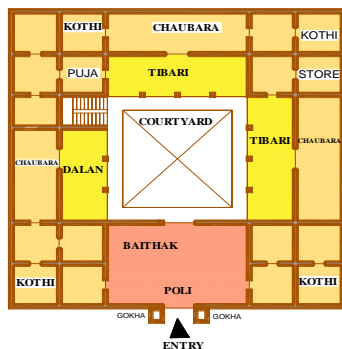 KOTHI
CHAUBARA
KOTHI
PUJA
TIBARI
STORE
COURTYARD
TIBARI
CHAUBARA
CHAUBARA
DALAN
BAITHAK
KOTHI
POLI
KOTHI
GOKHA
GOKHA
ENTRY